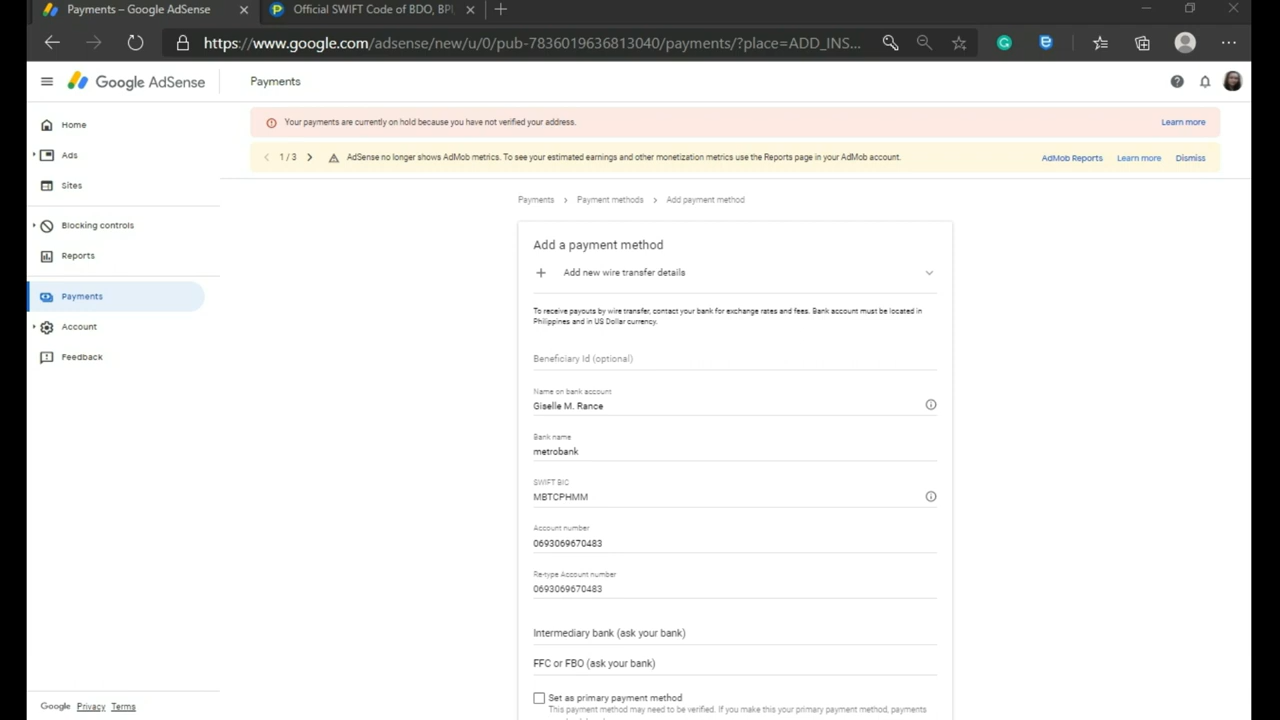 Payments – Google AdSense
Official SWIFT Code of BDO, BPI,
https://www.google.com/adsense/new/u/0/pub-7836019636813040/payments/?place=ADD_INS...
Google AdSense
Payments
Home
Ads
Sites
Blocking controls
Reports
Payments
Account
Feedback
Your payments are currently on hold because you have not verified your address.
Learn more
1 / 3
AdSense no longer shows AdMob metrics. To see your estimated earnings and other monetization metrics use the Reports page in your AdMob account.
AdMob Reports
Learn more
Dismiss
Payments > Payment methods > Add payment method
Add a payment method
+ Add new wire transfer details
To receive payouts by wire transfer, contact your bank for exchange rates and fees. Bank account must be located in
Philippines and in US Dollar currency.
Beneficiary Id (optional)
Name on bank account
Giselle M. Rance
Bank name
metrobank
SWIFT BIC
MBTCPHMM
Account number
0693069670483
Re-type Account number
0693069670483
Intermediary bank (ask your bank)
FFC or FBO (ask your bank)
Set as primary payment method
This payment method may need to be verified. If you make this your primary payment method, payments
Google Privacy Terms